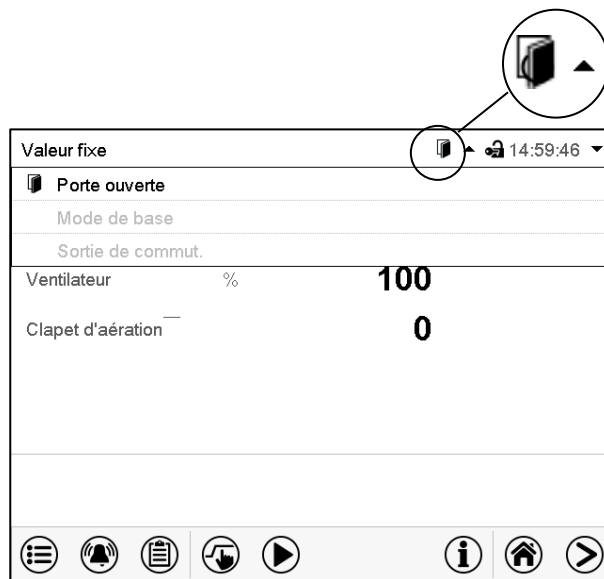 Valeur fixe 14:59:46
Porte ouverte
Mode de base
Sortie de commut.
Ventilateur % 100
Clapet d'aération 0